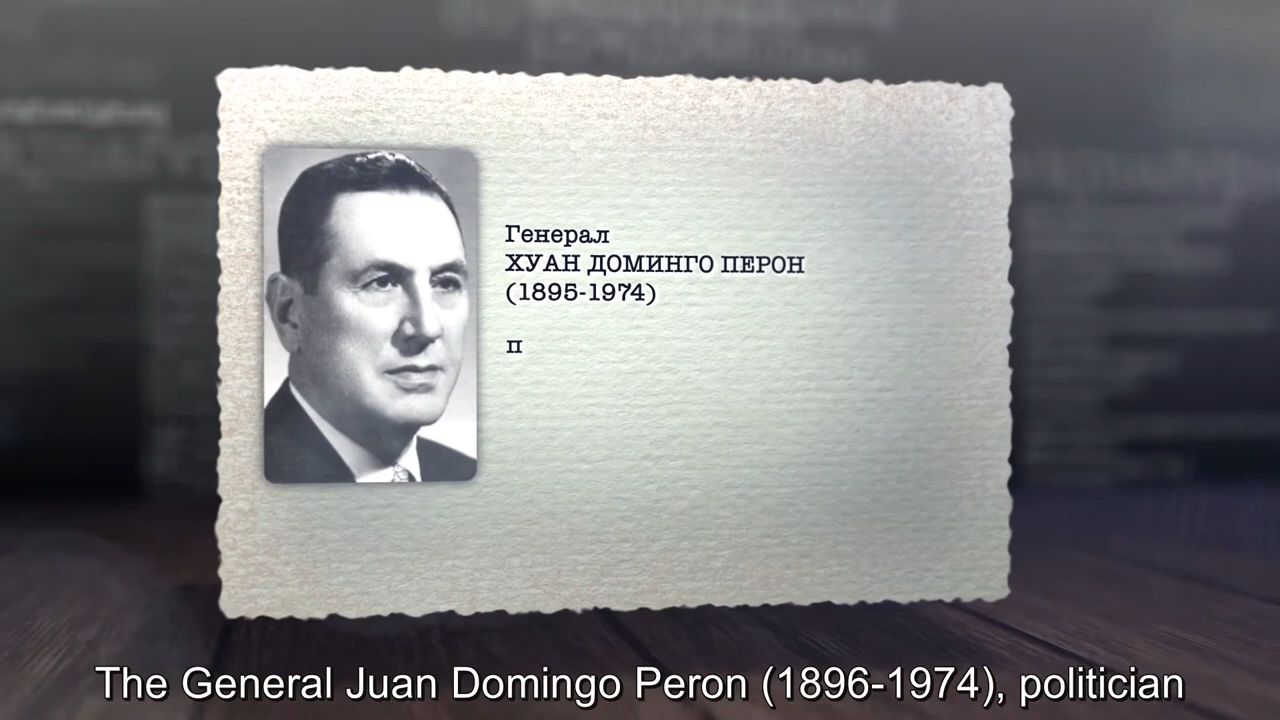 Генерал
ХУАН ДОМИНГО ПЕРОН
(1895-1974)
п
The General Juan Domingo Peron (1896-1974), politician